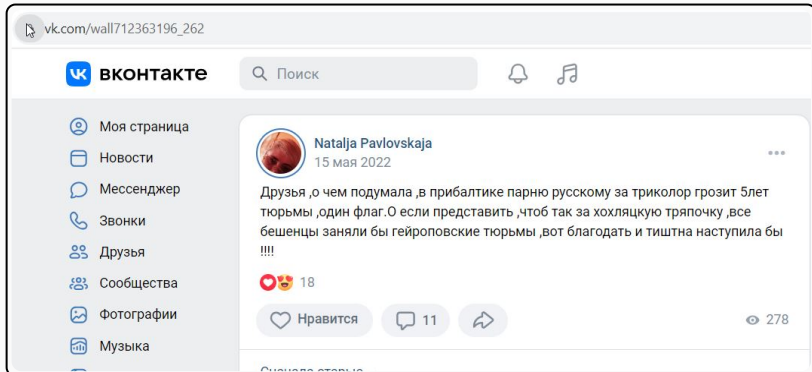 vk.com/wall712363196_262
вконтакте
Поиск
Моя страница
Новости
Мессенджер
Звонки
Друзья
Сообщества
Фотографии
Музыка
Natalja Pavlovskaja
15 мая 2022
Друзья ,о чем подумала ,в прибалтике парню русскому за триколор грозит 5лет
тюрьмы ,один флаг.О если представить ,чтоб так за хохляцкую тряпочку ,все
бешенцы заняли бы гейроповские тюрьмы ,вот благодать и тиштна наступила бы
!!!!
18
Нравится
11
278